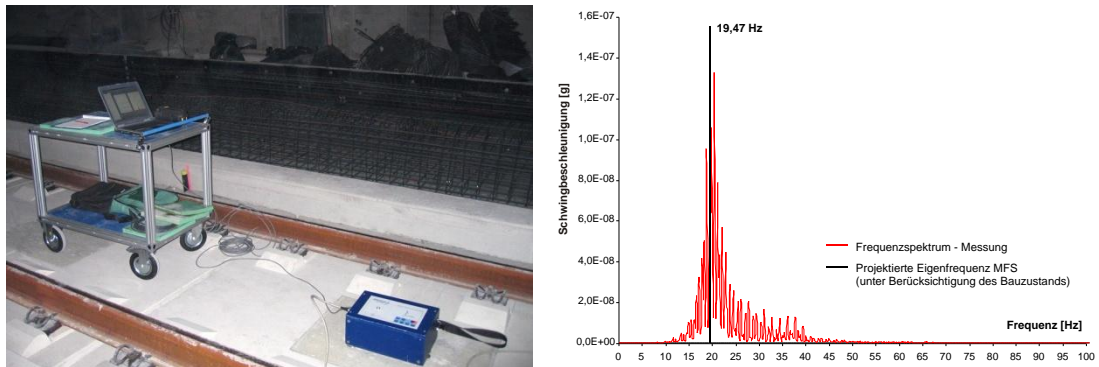 1,6E-07
1,4E-07
1,2E-07
1,0E-07
8,0E-08
6,0E-08
4,0E-08
2,0E-08
0,0E+00
Schwingbeschleunigung [g]
19,47 Hz
Frequenzspektrum - Messung
Projektierte Eigenfrequenz MFS
(unter Berücksichtigung des Bauzustands)
Frequenz [Hz]
0 5 10 15 20 25 30 35 40 45 50 55 60 65 70 75 80 85 90 95 100